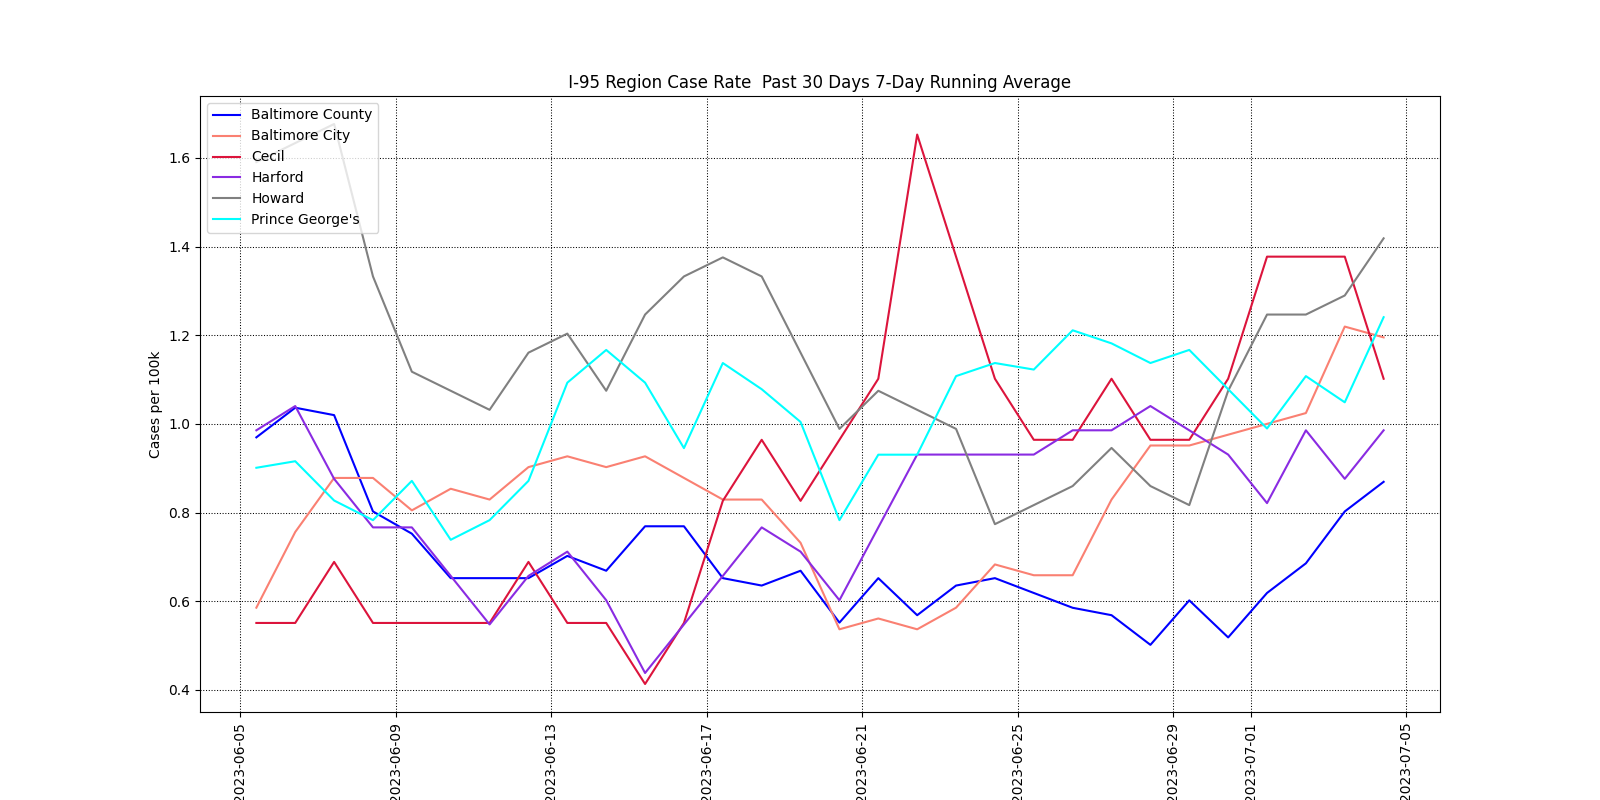 I-95 Region Case Rate  Past 30 Days 7-Day Running Average
Baltimore County
Baltimore City
Cecil
Harford
Howard
Prince George's
1.6
1.4
1.2
1.0
0.8
0.6
0.4
Cases per 100k
2023-06-05
2023-06-09
2023-06-13
2023-06-17
2023-06-21
2023-06-25
2023-06-29
2023-07-01
2023-07-05